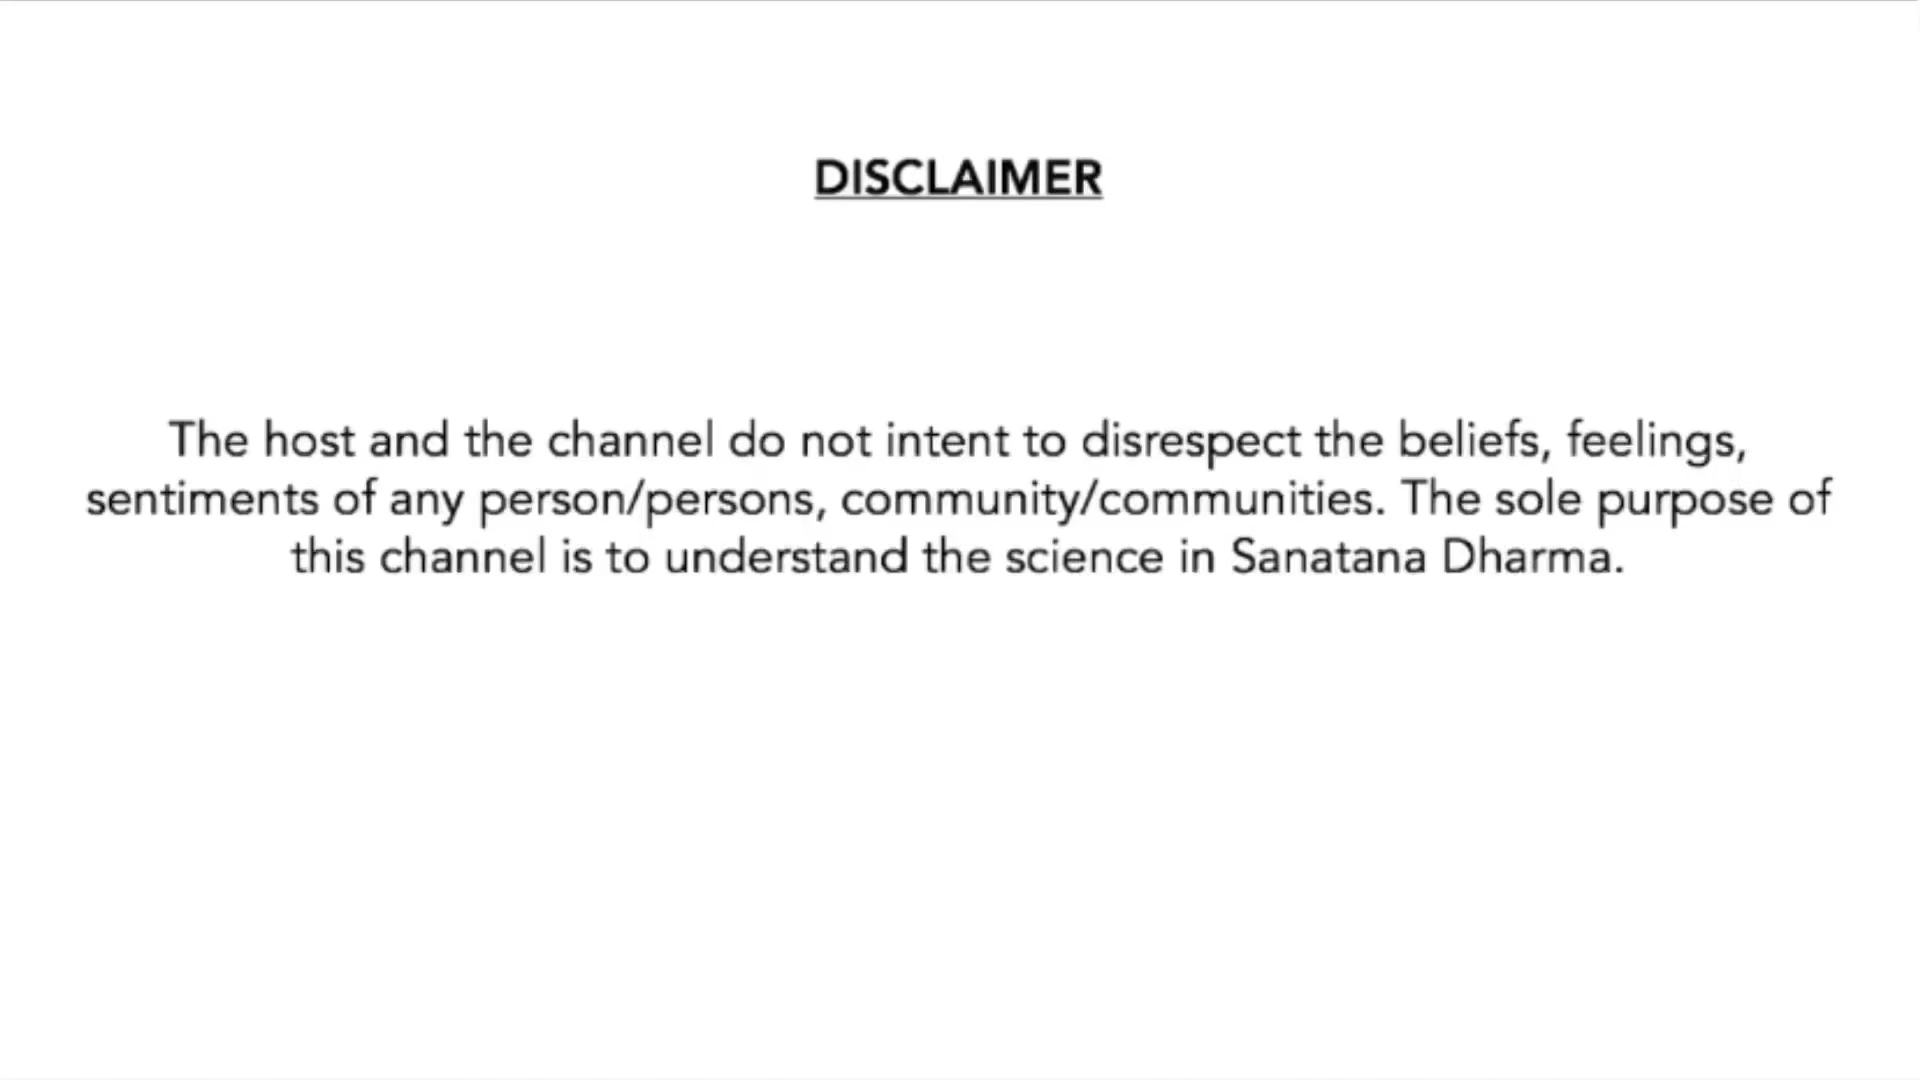 DISCLAIMER
The host and the channel do not intent to disrespect the beliefs, feelings,
sentiments of any person/persons, community/communities. The sole purpose of
this channel is to understand the science in Sanatana Dharma.